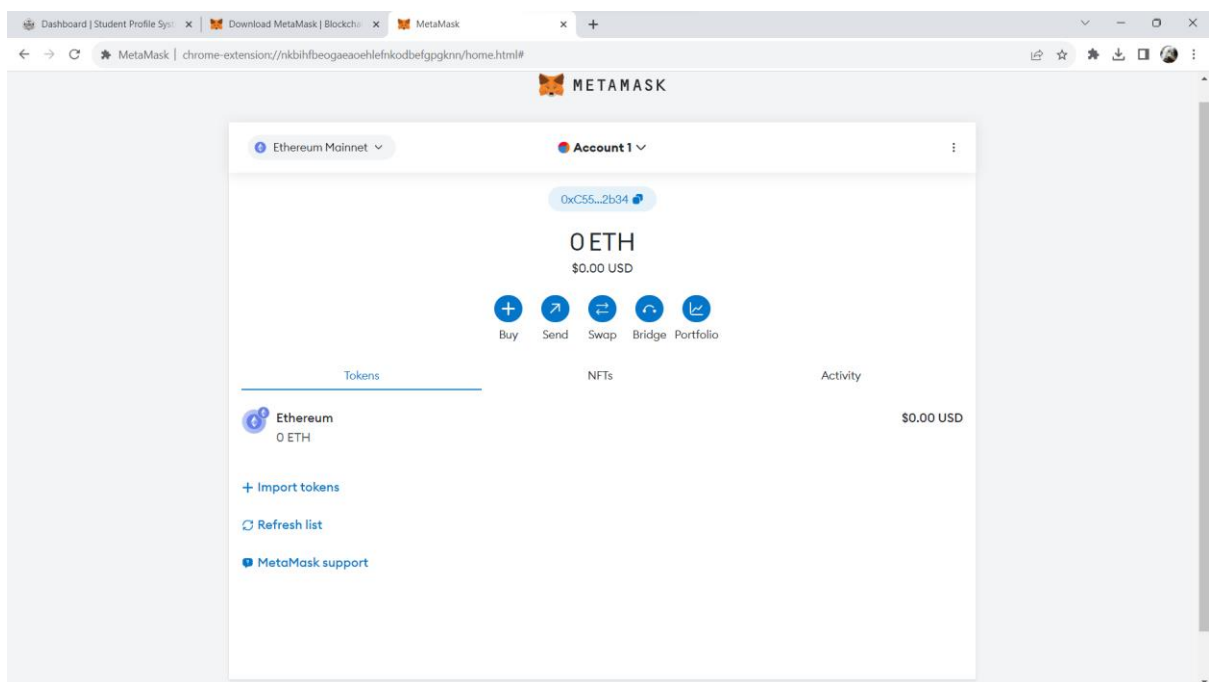 Dashboard | Student Profile Syst
Download MetaMask | Blockchai
MetaMask
MetaMask | chrome-extension://nkbihfbeogaeaoehlefnkodbefgpgknn/home.html#
METAMASK
Ethereum Mainnet
Account 1
0xC55...2b34
0 ETH
$0.00 USD
Buy Send Swap Bridge Portfolio
Tokens NFTs Activity
Ethereum $0.00 USD
0 ETH
+ Import tokens
Refresh list
MetaMask support